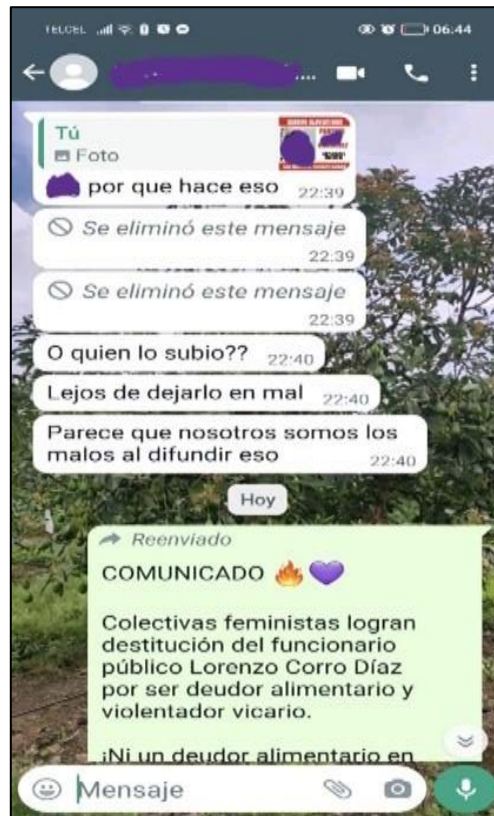 TELCEL 06:44
Tú
Foto
por que hace eso 22:39
Se eliminó este mensaje
22:39
Se eliminó este mensaje
22:39
O quien lo subio?? 22:40
Lejos de dejarlo en mal 22:40
Parece que nosotros somos los
malos al difundir eso 22:40
Hoy
Reenviado
COMUNICADO 🔥💜
Colectivas feministas logran
destitución del funcionario
público Lorenzo Corro Díaz
por ser deudor alimentario y
violentador vicario.
¡Ni un deudor alimentario en
Mensaje